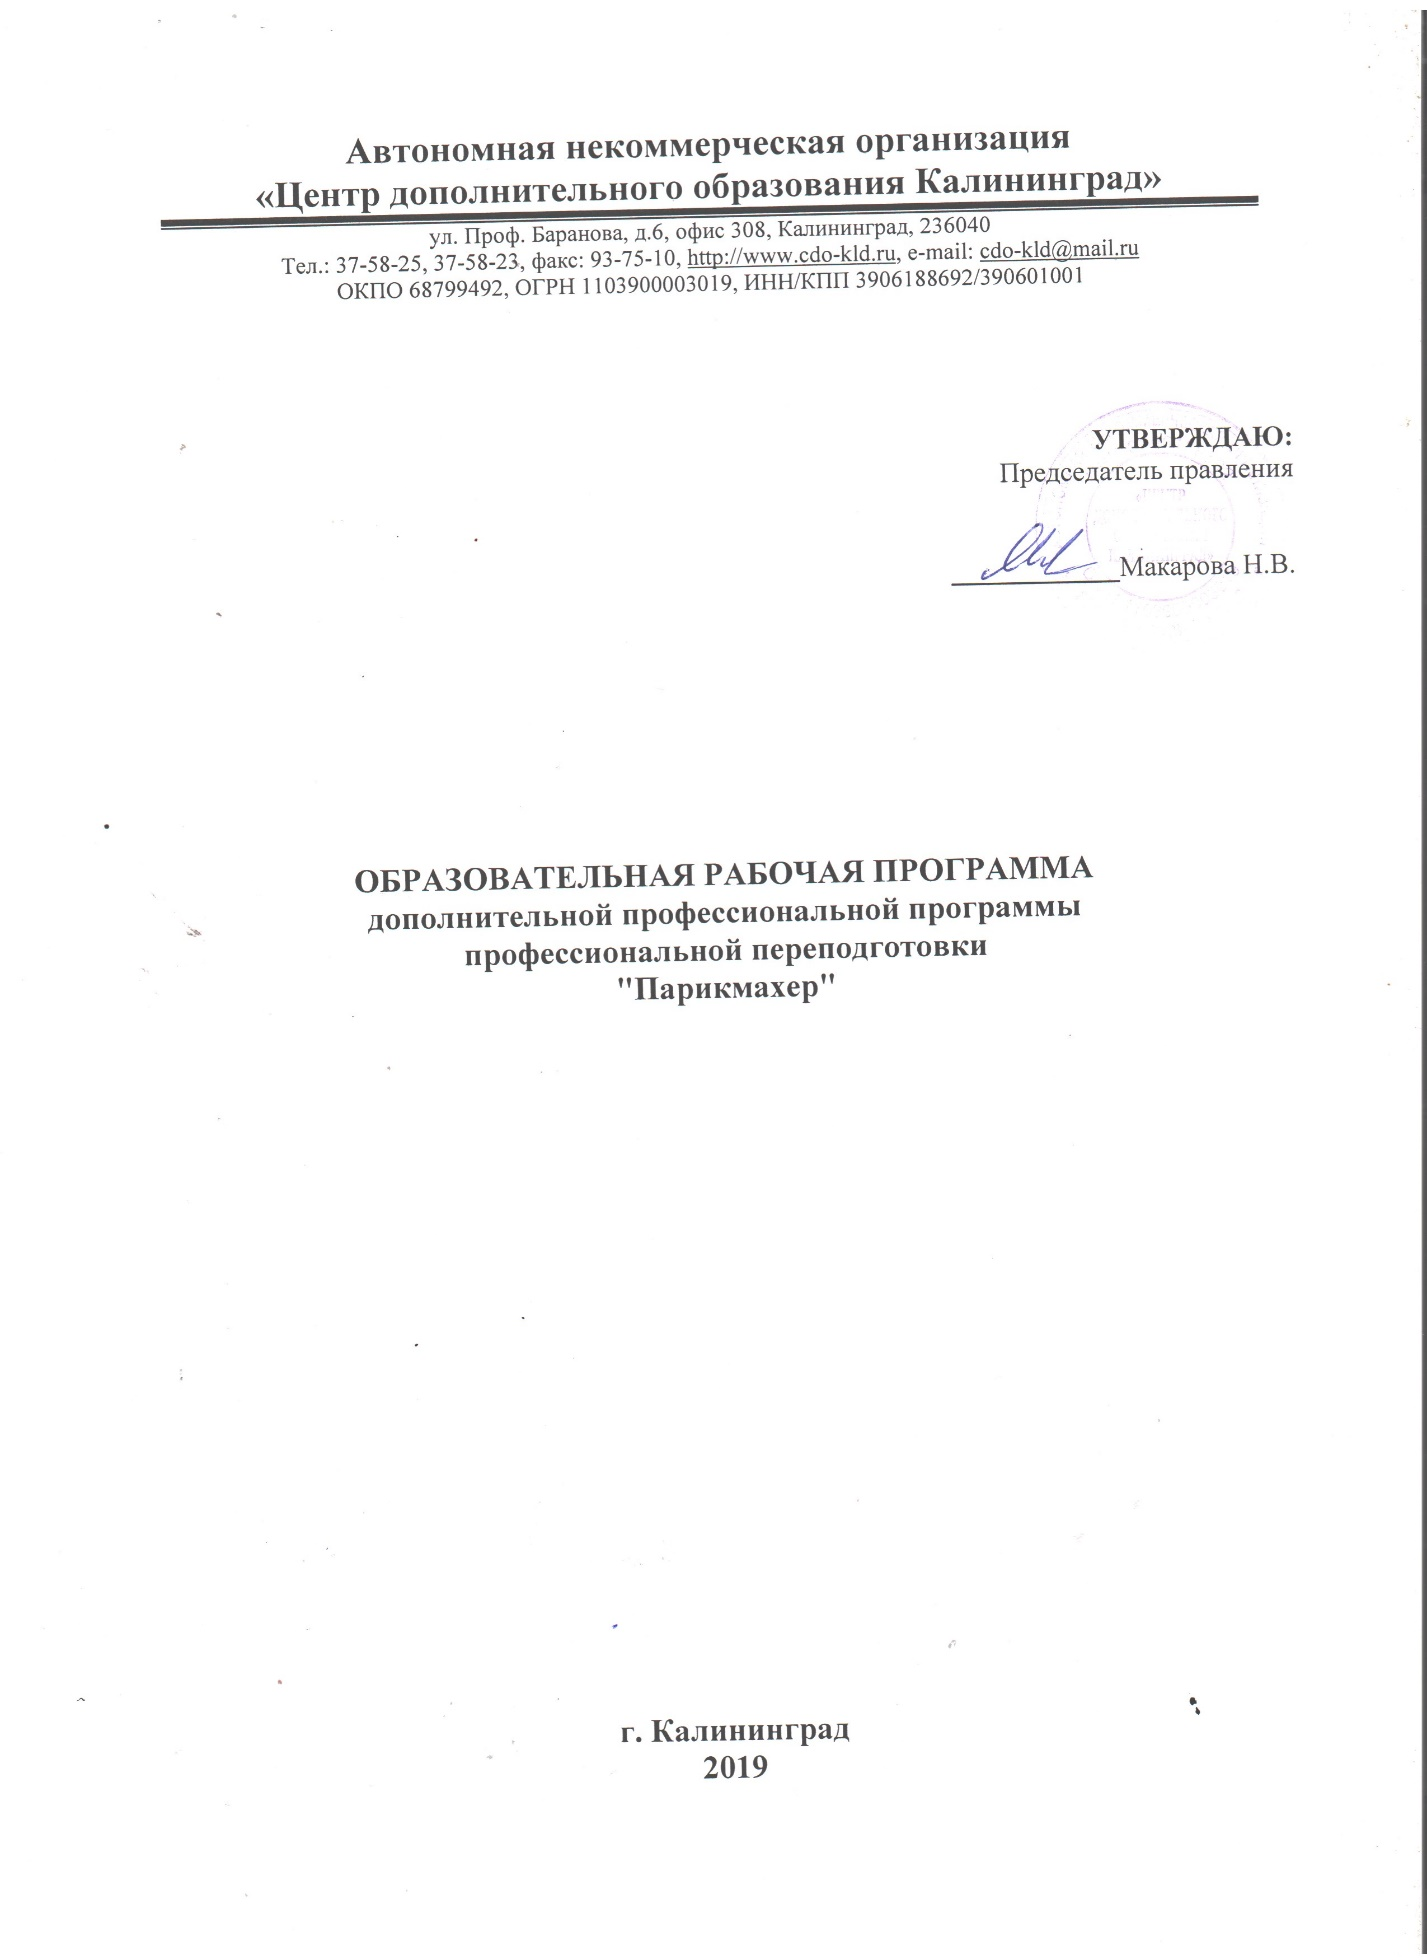 Автономная некоммерческая организация
«Центр дополнительного образования Калининград»
ул. Проф. Баранова, д.6, офис 308, Калининград, 236040
Тел.: 37-58-25, 37-58-23, факс: 93-75-10, http://www.cdo-kld.ru, e-mail: cdo-kld@mail.ru
ОКПО 68799492, ОГРН 1103900003019, ИНН/КПП 3906188692/390601001
УТВЕРЖДАЮ:
Председатель правления
Макарова Н.В.
ОБРАЗОВАТЕЛЬНАЯ РАБОЧАЯ ПРОГРАММА
дополнительной профессиональной программы
профессиональной переподготовки
"Парикмахер"
г. Калининград
2019